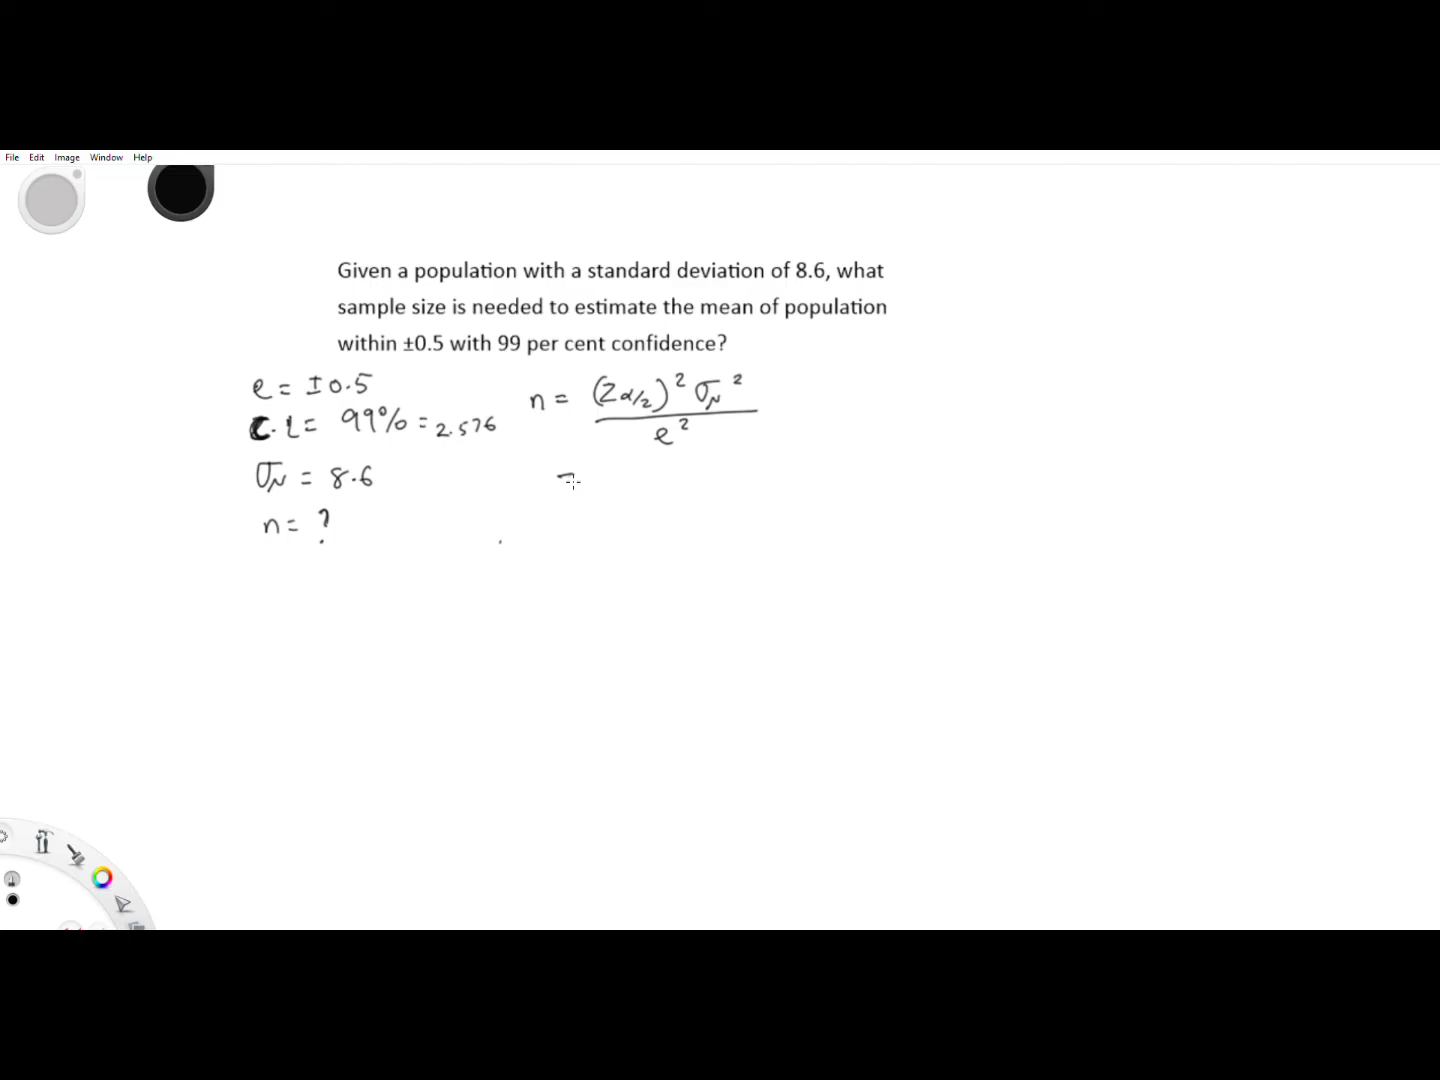 File Edit Image Window Help
Given a population with a standard deviation of 8.6, what
sample size is needed to estimate the mean of population
within ±0.5 with 99 per cent confidence?
e = ±0.5
C.L = 99% = 2.576
σN = 8.6
n = ?
n = (Zα/2)² σN²
e²
=